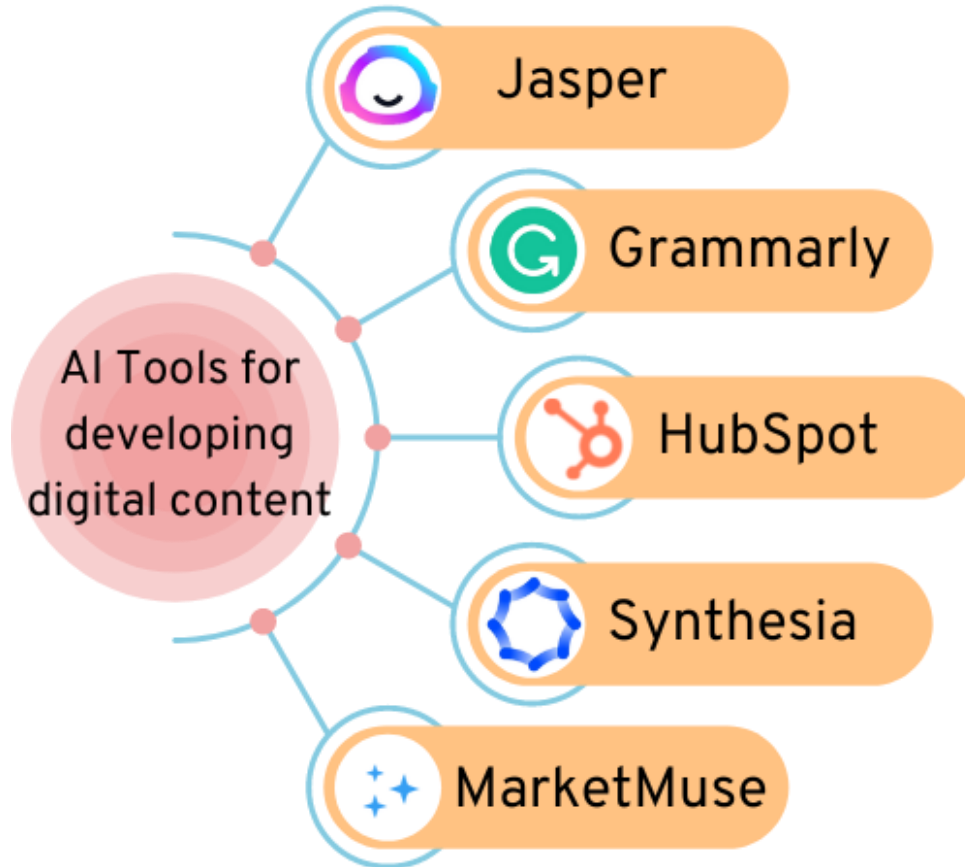 Jasper
Grammarly
AI Tools for
developing
digital content
HubSpot
Synthesia
MarketMuse